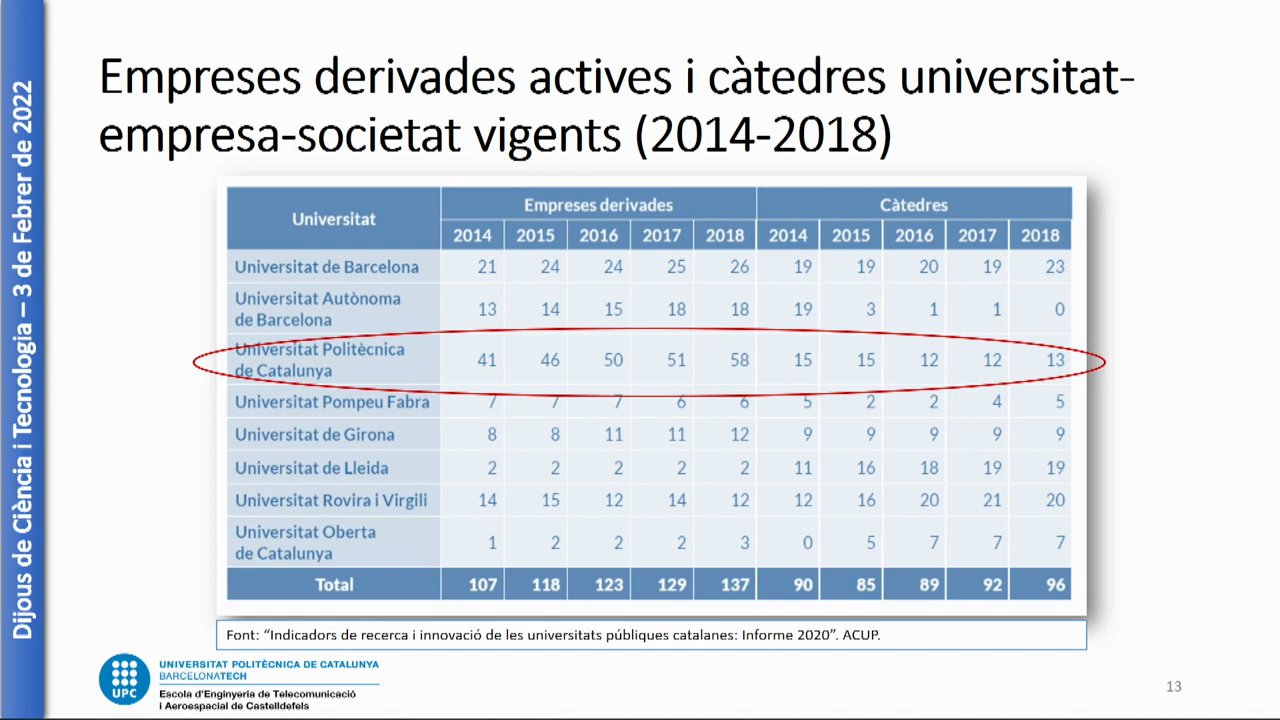 Dijous de Ciència i Tecnologia – 3 de Febrer de 2022
Empreses derivades actives i càtedres universitat-
empresa-societat vigents (2014-2018)
Universitat Empreses derivades Càtedres
2014 2015 2016 2017 2018 2014 2015 2016 2017 2018
Universitat de Barcelona 21 24 24 25 26 19 19 20 19 23
Universitat Autònoma
de Barcelona 13 14 15 18 18 19 3 1 1 0
Universitat Politècnica
de Catalunya 41 46 50 51 58 15 15 12 12 13
Universitat Pompeu Fabra 7 7 7 6 6 5 2 2 4 5
Universitat de Girona 8 8 11 11 12 9 9 9 9 9
Universitat de Lleida 2 2 2 2 2 11 16 18 19 19
Universitat Rovira i Virgili 14 15 12 14 12 12 16 20 21 20
Universitat Oberta
de Catalunya 1 2 2 2 3 0 5 7 7 7
Total 107 118 123 129 137 90 85 89 92 96
Font: “Indicadors de recerca i innovació de les universitats públiques catalanes: Informe 2020”. ACUP.
UPC
UNIVERSITAT POLITÈCNICA DE CATALUNYA
BARCELONATECH
Escola d'Enginyeria de Telecomunicació
i Aeroespacial de Castelldefels
13